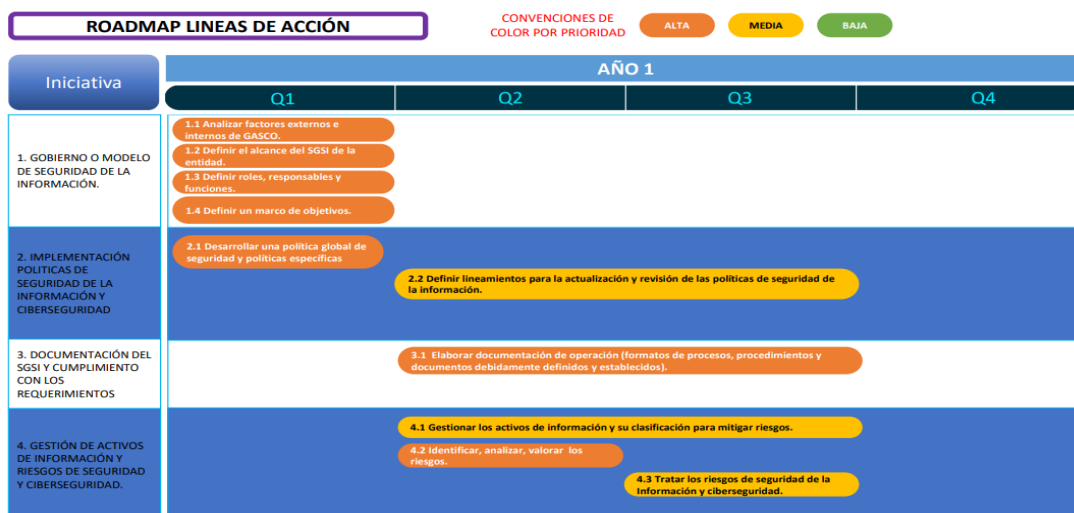 ROADMAP LINEAS DE ACCIÓN
CONVENCIONES DE
COLOR POR PRIORIDAD
ALTA
MEDIA
BAJA
Iniciativa
AÑO 1
Q1
Q2
Q3
Q4
1. GOBIERNO O MODELO
DE SEGURIDAD DE LA
INFORMACIÓN.
1.1 Analizar factores externos e
internos de GASCO.
1.2 Definir el alcance del SGSI de la
entidad.
1.3 Definir roles, responsables y
funciones.
1.4 Definir un marco de objetivos.
2. IMPLEMENTACIÓN
POLITICAS DE
SEGURIDAD DE LA
INFORMACIÓN Y
CIBERSEGURIDAD
2.1 Desarrollar una política global de
seguridad y políticas específicas
2.2 Definir lineamientos para la actualización y revisión de las políticas de seguridad de
la información.
3. DOCUMENTACIÓN DEL
SGSI Y CUMPLIMIENTO
CON LOS
REQUERIMIENTOS
3.1 Elaborar documentación de operación (formatos de procesos, procedimientos y
documentos debidamente definidos y establecidos).
4. GESTIÓN DE ACTIVOS
DE INFORMACIÓN Y
RIESGOS DE SEGURIDAD
Y CIBERSEGURIDAD.
4.1 Gestionar los activos de información y su clasificación para mitigar riesgos.
4.2 Identificar, analizar, valorar los
riesgos.
4.3 Tratar los riesgos de seguridad de la
Información y ciberseguridad.